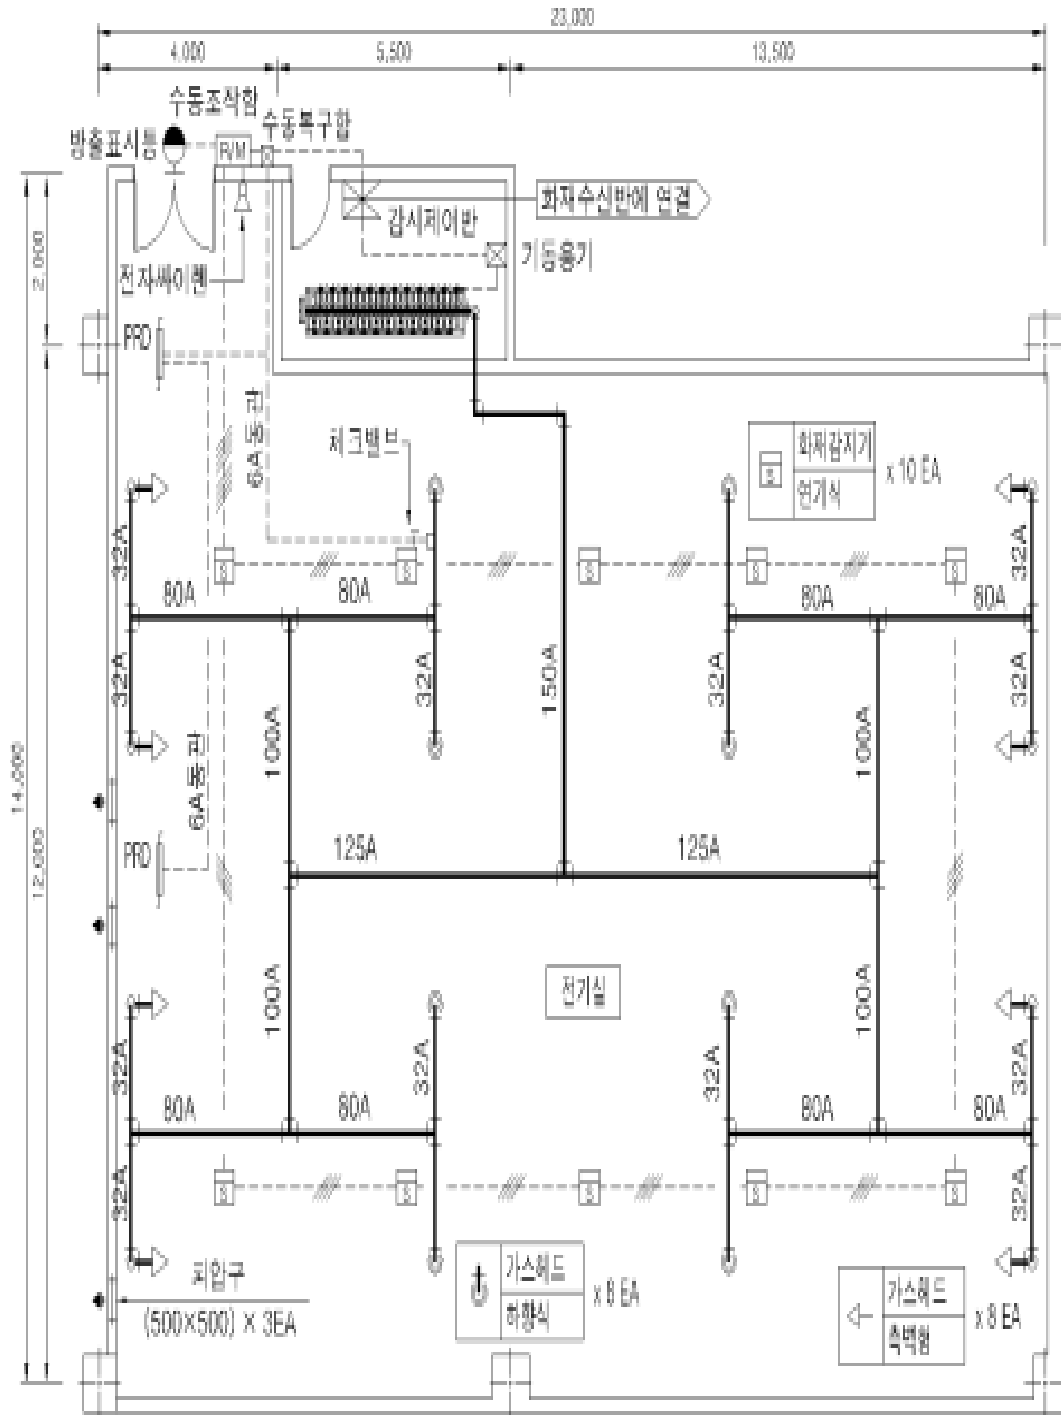 23,000
4,000
5,500
13,500
수동조작함
수동복구함
방출표시등
R/M
화재수신반에 연결
감시제어반
기동용기
전자싸이렌
2,000
PRD
6A동관
체크밸브
화재감지기
연기식
x 10 EA
S
32A
32A
32A
32A
32A
32A
80A
80A
80A
80A
150A
100A
100A
6A동관
14,000
12,000
PRD
125A
125A
전기실
100A
100A
32A
32A
32A
32A
80A
80A
80A
80A
32A
32A
피압구
(500X500) X 3EA
가스헤드
하향식
x 8 EA
가스헤드
측벽형
x 8 EA